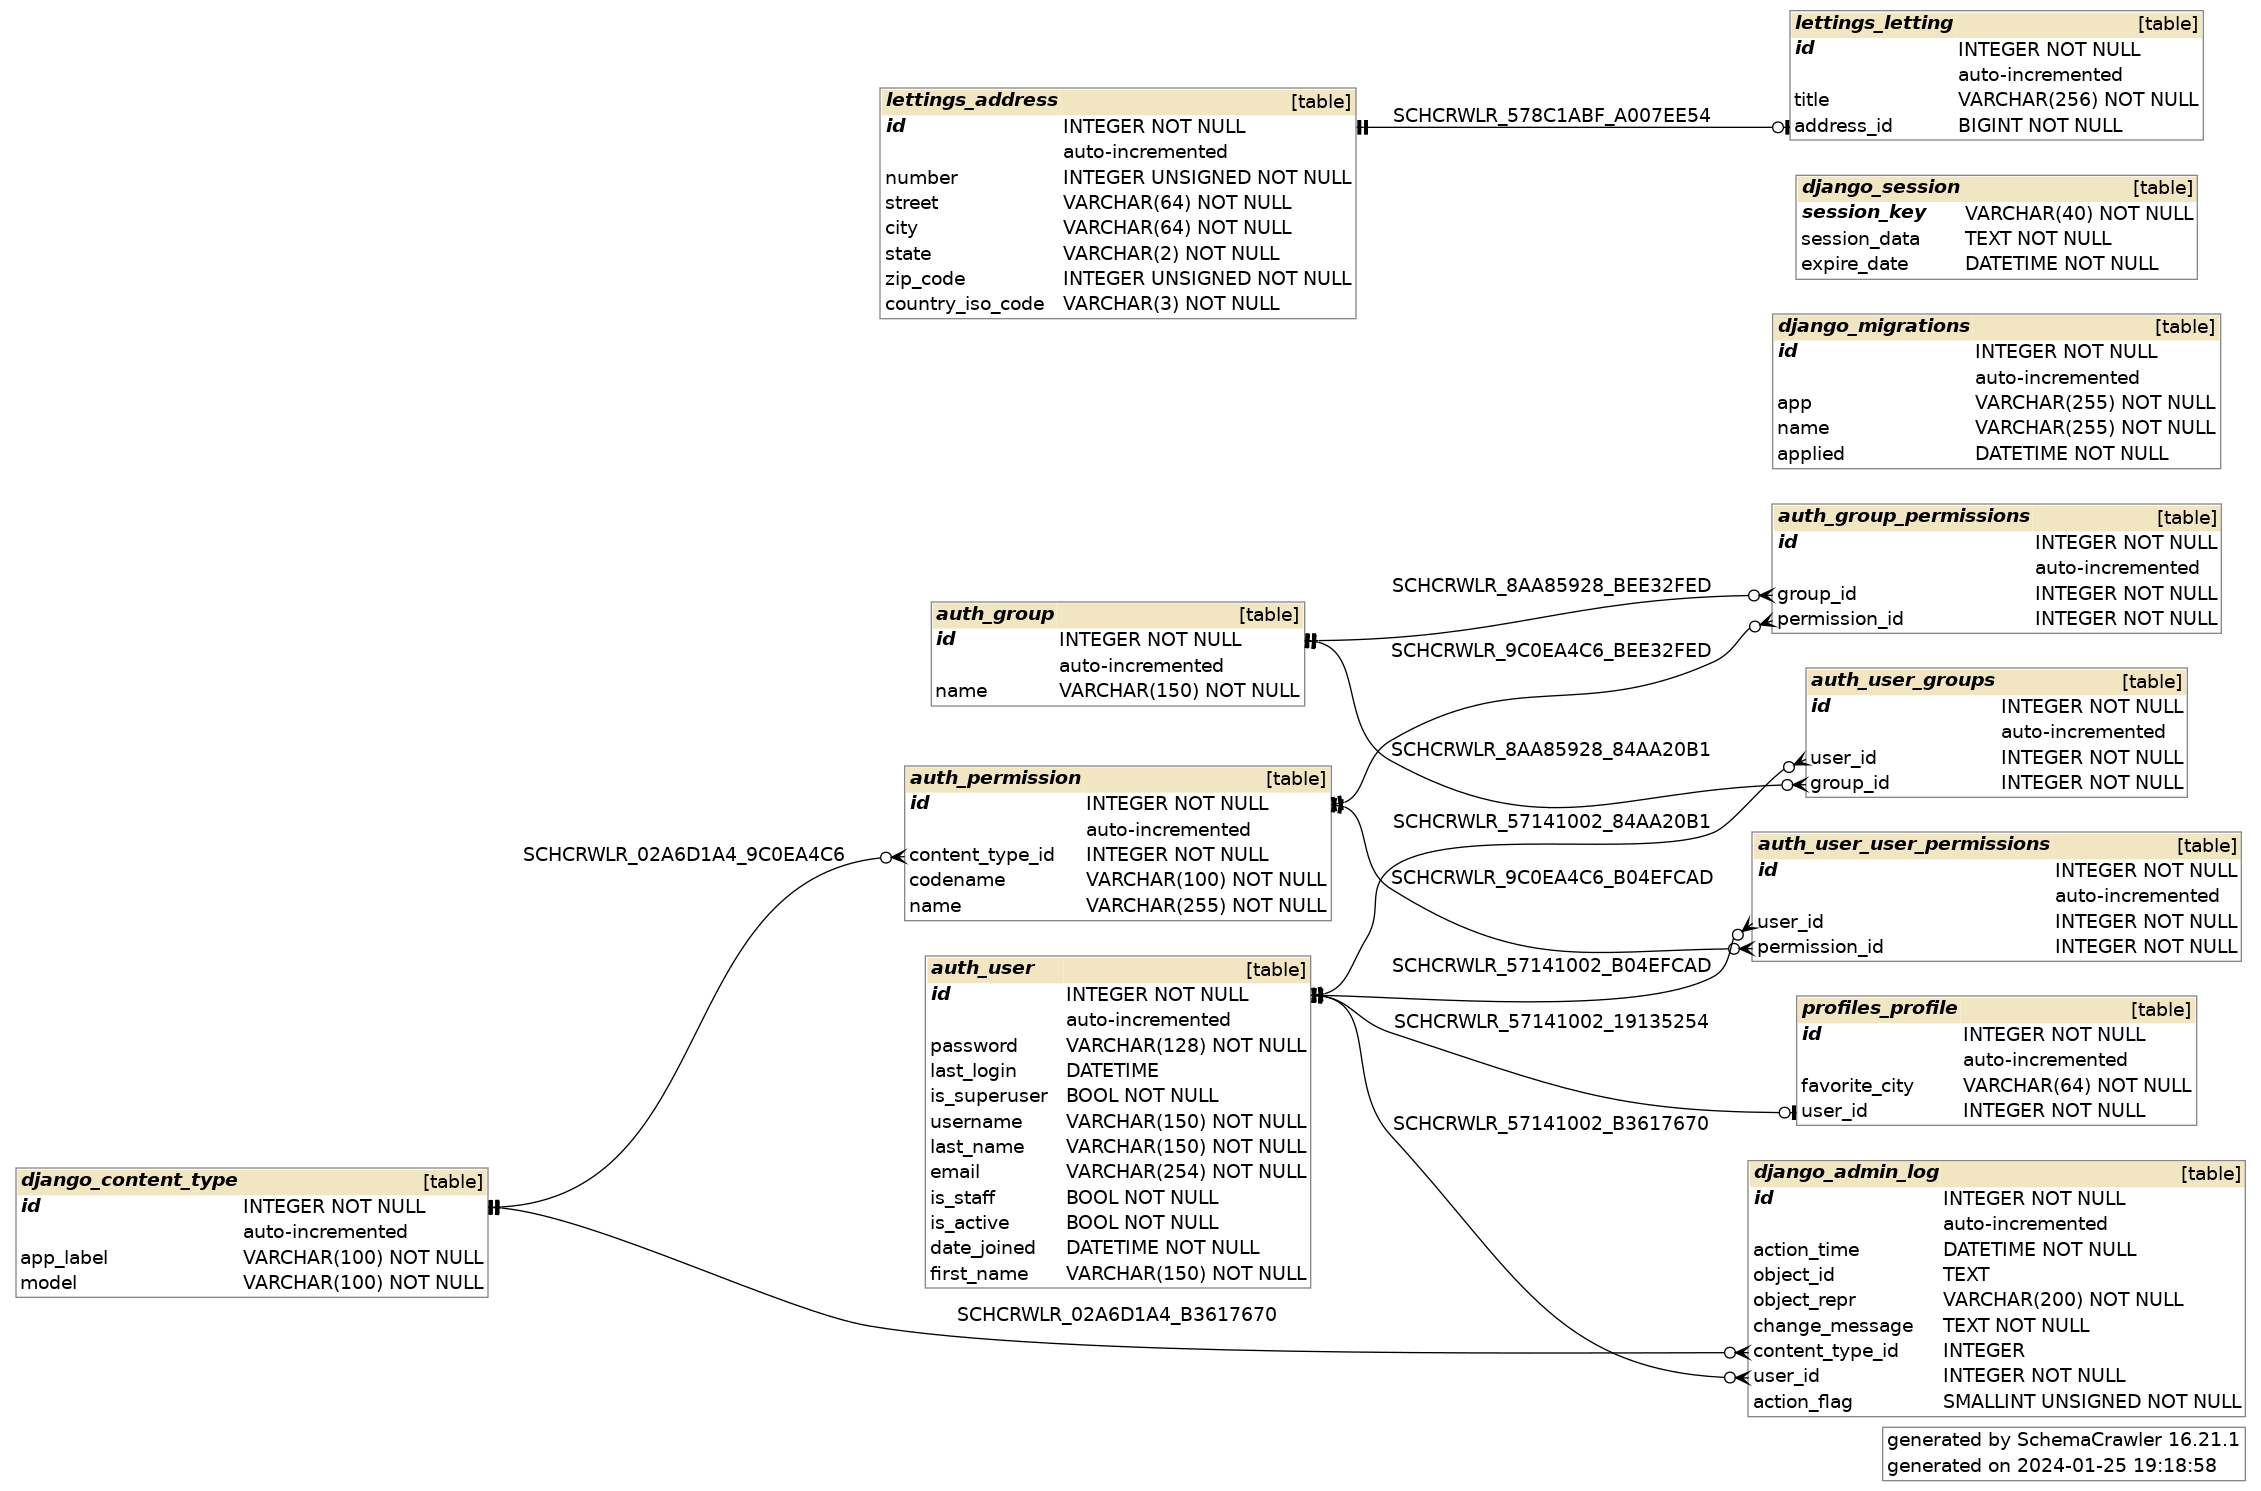 lettings_letting [table]
id INTEGER NOT NULL
auto-incremented
title VARCHAR(256) NOT NULL
address_id BIGINT NOT NULL
lettings_address [table]
id INTEGER NOT NULL
auto-incremented
number INTEGER UNSIGNED NOT NULL
street VARCHAR(64) NOT NULL
city VARCHAR(64) NOT NULL
state VARCHAR(2) NOT NULL
zip_code INTEGER UNSIGNED NOT NULL
country_iso_code VARCHAR(3) NOT NULL
SCHCRWLR_578C1ABF_A007EE54
django_session [table]
session_key VARCHAR(40) NOT NULL
session_data TEXT NOT NULL
expire_date DATETIME NOT NULL
django_migrations [table]
id INTEGER NOT NULL
auto-incremented
app VARCHAR(255) NOT NULL
name VARCHAR(255) NOT NULL
applied DATETIME NOT NULL
auth_group_permissions [table]
id INTEGER NOT NULL
auto-incremented
group_id INTEGER NOT NULL
permission_id INTEGER NOT NULL
SCHCRWLR_8AA85928_BEE32FED
SCHCRWLR_9C0EA4C6_BEE32FED
auth_group [table]
id INTEGER NOT NULL
auto-incremented
name VARCHAR(150) NOT NULL
auth_user_groups [table]
id INTEGER NOT NULL
auto-incremented
user_id INTEGER NOT NULL
group_id INTEGER NOT NULL
SCHCRWLR_8AA85928_84AA20B1
SCHCRWLR_57141002_84AA20B1
auth_permission [table]
id INTEGER NOT NULL
auto-incremented
content_type_id INTEGER NOT NULL
codename VARCHAR(100) NOT NULL
name VARCHAR(255) NOT NULL
SCHCRWLR_02A6D1A4_9C0EA4C6
auth_user_user_permissions [table]
id INTEGER NOT NULL
auto-incremented
user_id INTEGER NOT NULL
permission_id INTEGER NOT NULL
SCHCRWLR_9C0EA4C6_B04EFCAD
SCHCRWLR_57141002_B04EFCAD
auth_user [table]
id INTEGER NOT NULL
auto-incremented
password VARCHAR(128) NOT NULL
last_login DATETIME
is_superuser BOOL NOT NULL
username VARCHAR(150) NOT NULL
last_name VARCHAR(150) NOT NULL
email VARCHAR(254) NOT NULL
is_staff BOOL NOT NULL
is_active BOOL NOT NULL
date_joined DATETIME NOT NULL
first_name VARCHAR(150) NOT NULL
SCHCRWLR_57141002_19135254
SCHCRWLR_57141002_B3617670
profiles_profile [table]
id INTEGER NOT NULL
auto-incremented
favorite_city VARCHAR(64) NOT NULL
user_id INTEGER NOT NULL
django_content_type [table]
id INTEGER NOT NULL
auto-incremented
app_label VARCHAR(100) NOT NULL
model VARCHAR(100) NOT NULL
SCHCRWLR_02A6D1A4_B3617670
django_admin_log [table]
id INTEGER NOT NULL
auto-incremented
action_time DATETIME NOT NULL
object_id TEXT
object_repr VARCHAR(200) NOT NULL
change_message TEXT NOT NULL
content_type_id INTEGER
user_id INTEGER NOT NULL
action_flag SMALLINT UNSIGNED NOT NULL
generated by SchemaCrawler 16.21.1
generated on 2024-01-25 19:18:58